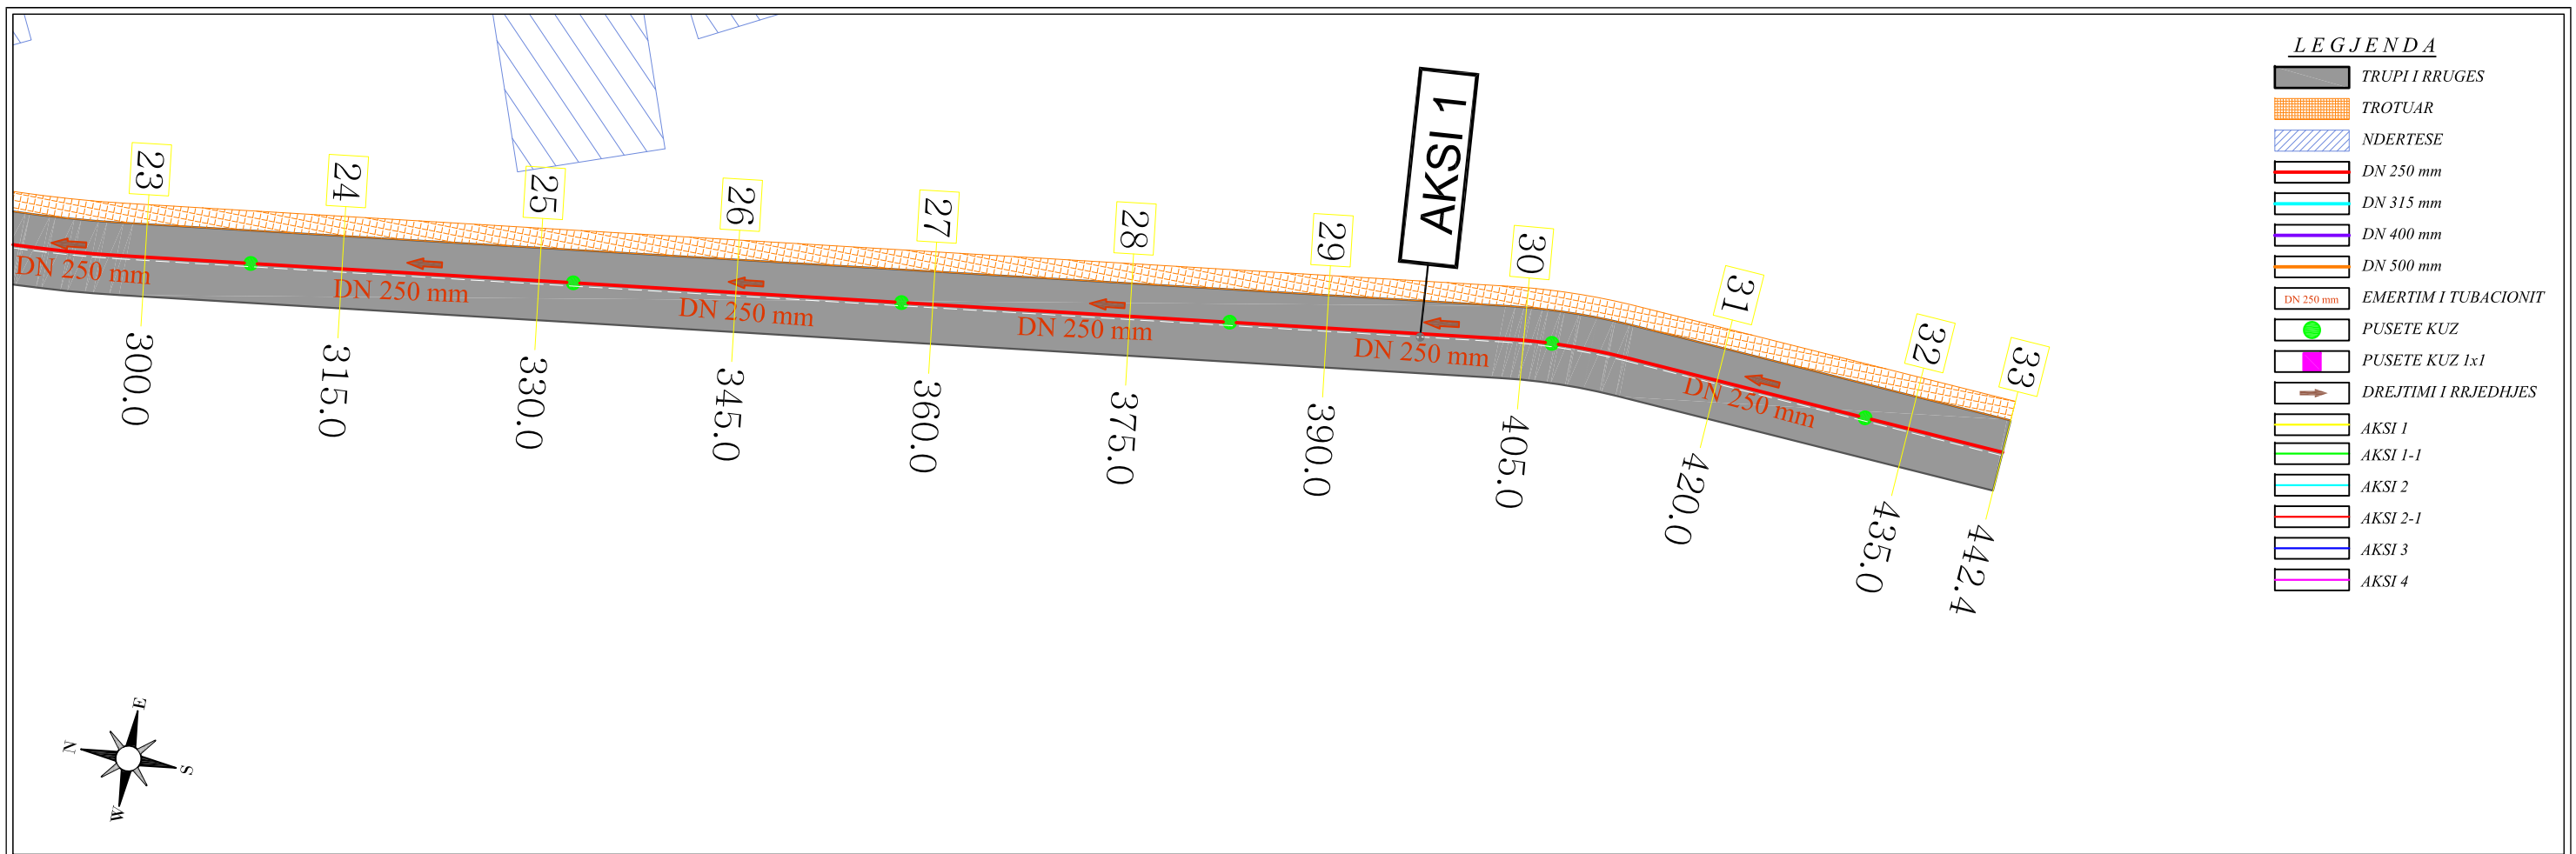 LEGJENDA
TRUPI I RRUGES
TROTUAR
NDERTESE
DN 250 mm
DN 315 mm
DN 400 mm
DN 500 mm
DN 250 mm EMERTIM I TUBACIONIT
PUSETE KUZ
PUSETE KUZ 1x1
DREJTIMI I RRJEDHJES
AKSI 1
AKSI 1-1
AKSI 2
AKSI 2-1
AKSI 3
AKSI 4
AKSI 1
23
24
25
26
27
28
29
30
31
32
33
DN 250 mm
DN 250 mm
DN 250 mm
DN 250 mm
DN 250 mm
DN 250 mm
300.0
315.0
330.0
345.0
360.0
375.0
390.0
405.0
420.0
435.0
442.4
E
N
S
W